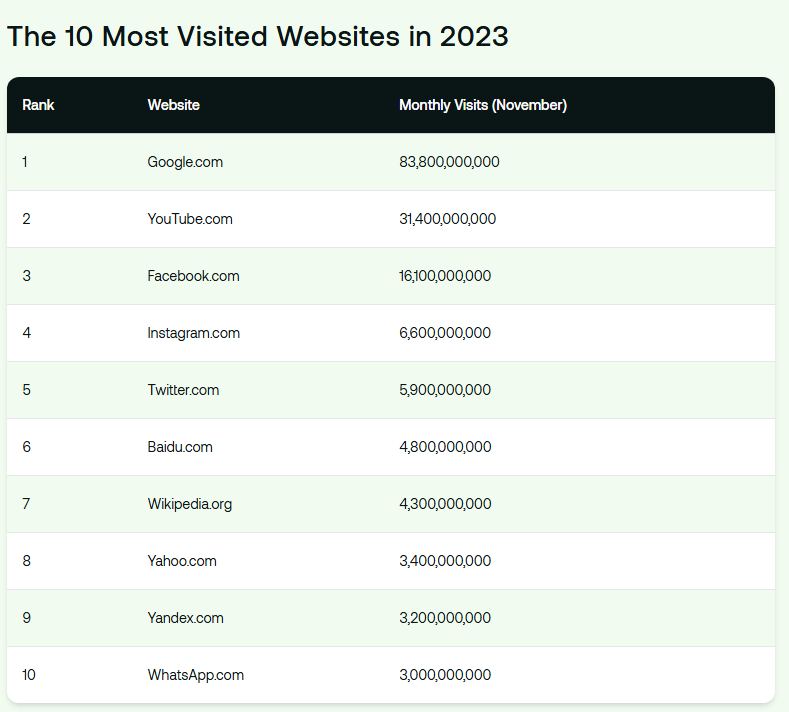 The 10 Most Visited Websites in 2023
Rank Website Monthly Visits (November)
1 Google.com 83,800,000,000
2 YouTube.com 31,400,000,000
3 Facebook.com 16,100,000,000
4 Instagram.com 6,600,000,000
5 Twitter.com 5,900,000,000
6 Baidu.com 4,800,000,000
7 Wikipedia.org 4,300,000,000
8 Yahoo.com 3,400,000,000
9 Yandex.com 3,200,000,000
10 WhatsApp.com 3,000,000,000